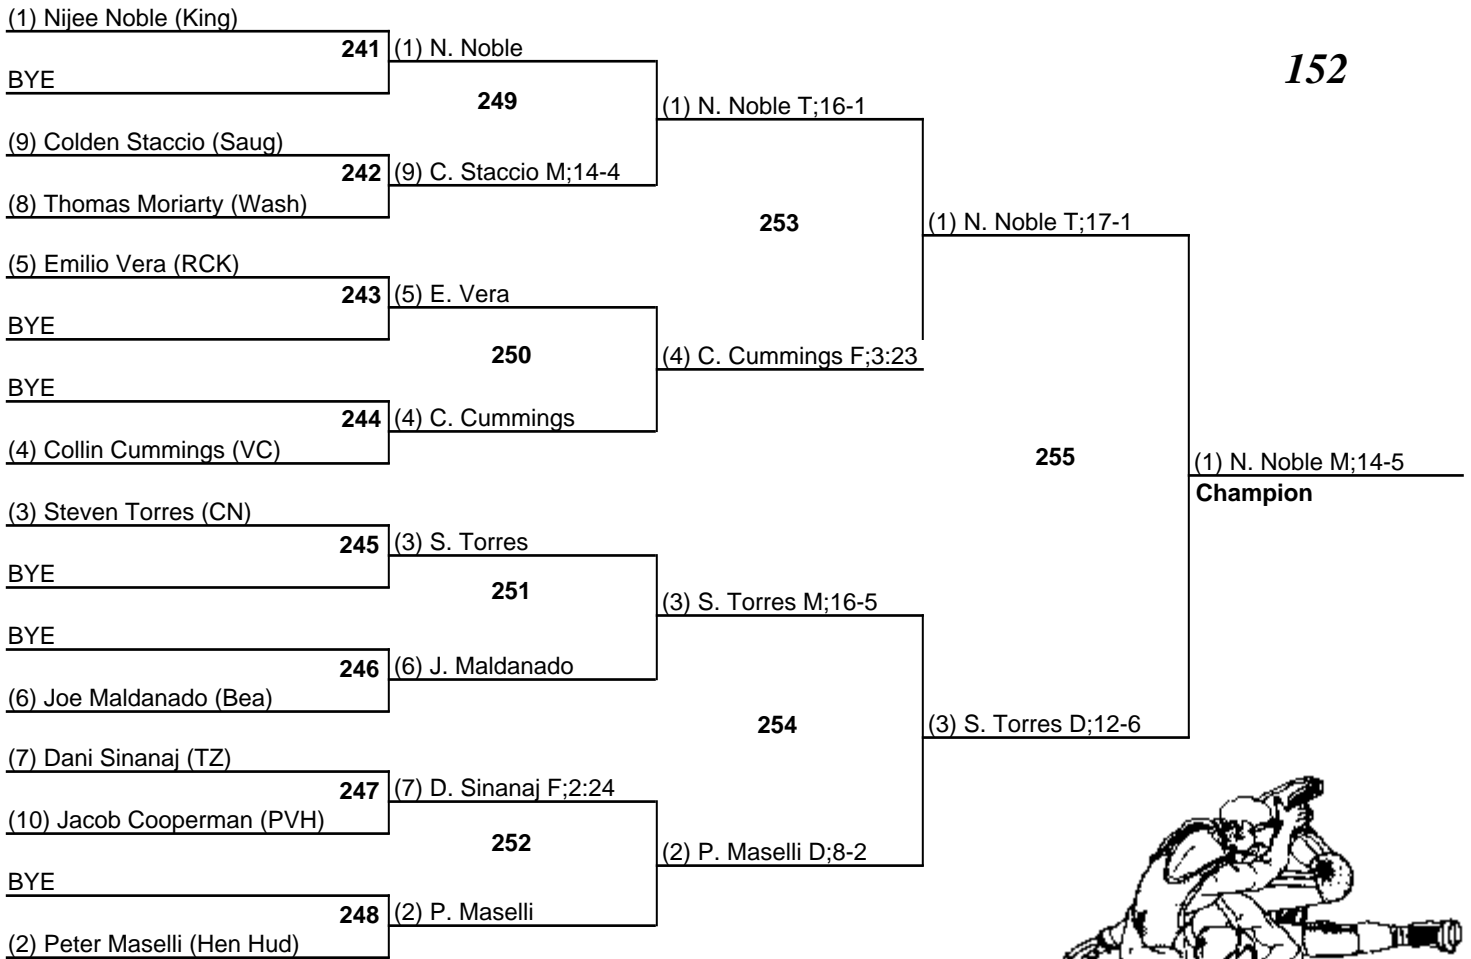 (1) Nijee Noble (King)
241
(1) N. Noble
152
BYE
249
(1) N. Noble T;16-1
(9) Colden Staccio (Saug)
242
(9) C. Staccio M;14-4
(8) Thomas Moriarty (Wash)
253
(1) N. Noble T;17-1
(5) Emilio Vera (RCK)
243
(5) E. Vera
BYE
250
(4) C. Cummings F;3:23
BYE
244
(4) C. Cummings
(4) Collin Cummings (VC)
255
(1) N. Noble M;14-5
Champion
(3) Steven Torres (CN)
245
(3) S. Torres
BYE
251
(3) S. Torres M;16-5
BYE
246
(6) J. Maldanado
(6) Joe Maldanado (Bea)
254
(3) S. Torres D;12-6
(7) Dani Sinanaj (TZ)
247
(7) D. Sinanaj F;2:24
(10) Jacob Cooperman (PVH)
252
(2) P. Maselli D;8-2
BYE
248
(2) P. Maselli
(2) Peter Maselli (Hen Hud)